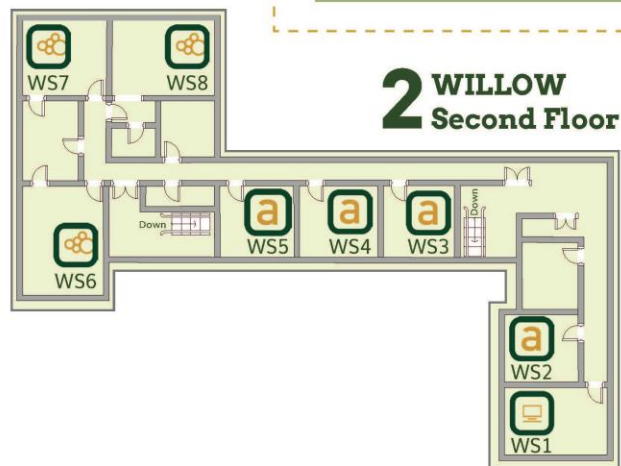 WS7
WS8
2 WILLOW
Second Floor
Down
WS6
WS5
WS4
WS3
Down
a
a
a
a
WS2
WS1